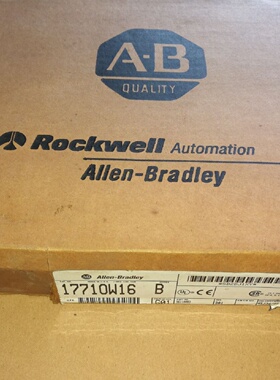 A-B
QUALITY
Rockwell Automation
Allen-Bradley
Allen-Bradley
1771OW16 B